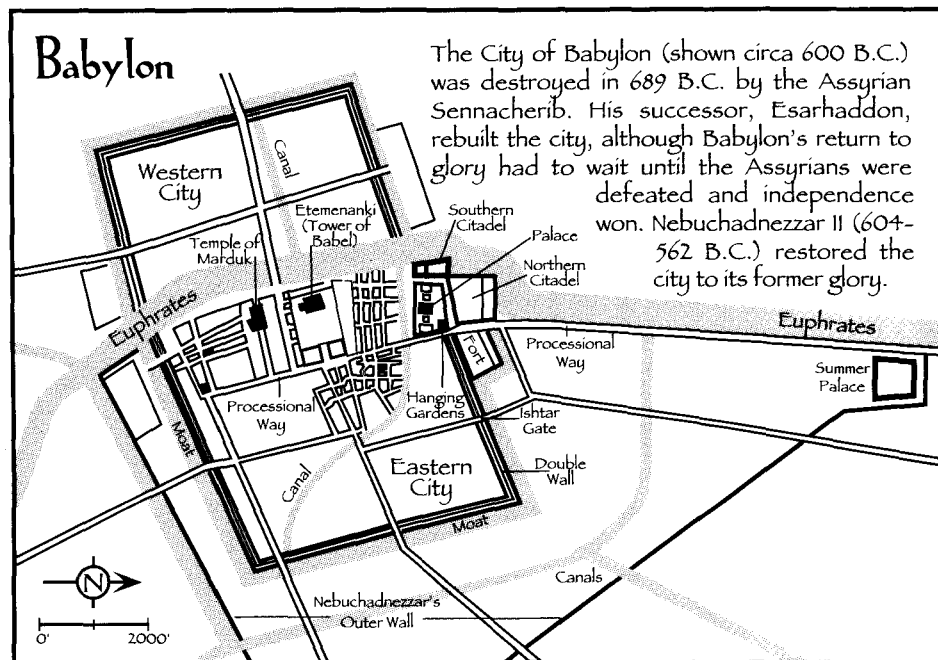 Babylon
The City of Babylon (shown circa 600 B.C.)
was destroyed in 689 B.C. by the Assyrian
Sennacherib. His successor, Esarhaddon,
rebuilt the city, although Babylon's return to
glory had to wait until the Assyrians were
defeated and independence
won. Nebuchadnezzar II (604-
562 B.C.) restored the
city to its former glory.
Western
City
Canal
Etemenanki
(Tower of
Babel)
Temple of
Marduk
Southern
Citadel
Palace
Northern
Citadel
Euphrates
Euphrates
Fort
Processional
Way
Summer
Palace
Processional
Way
Hanging
Gardens
Ishtar
Gate
Moat
Canal
Eastern
City
Double
Wall
Moat
Canals
N
Nebuchadnezzar's
Outer Wall
0' 2000'